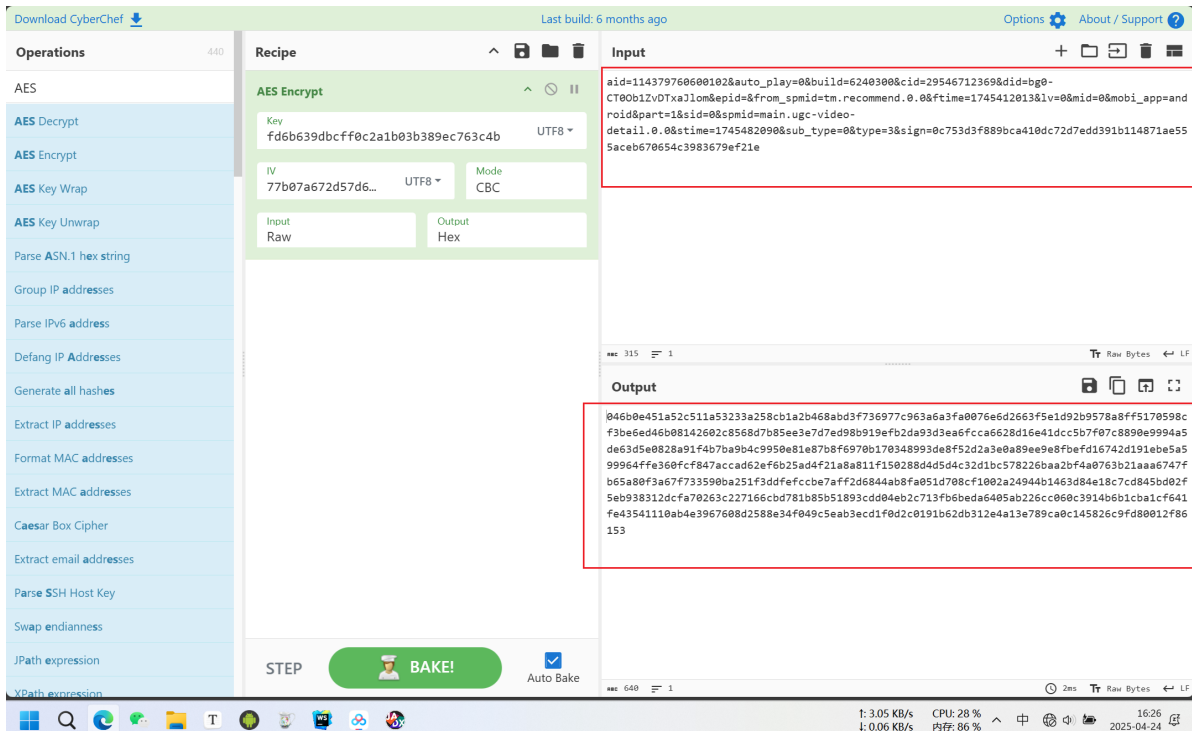 Download CyberChef
Last build: 6 months ago
Options
About / Support
Operations
440
AES
AES Decrypt
AES Encrypt
AES Key Wrap
AES Key Unwrap
Parse ASN.1 hex string
Group IP addresses
Parse IPv6 address
Defang IP Addresses
Generate all hashes
Extract IP addresses
Format MAC addresses
Extract MAC addresses
Caesar Box Cipher
Extract email addresses
Parse SSH Host Key
Swap endianness
JPath expression
XPath expression
Recipe
AES Encrypt
Key
fd6b639dbcff0c2a1b03b389ec763c4b
UTF8
IV
77b07a672d57d6…
UTF8
Mode
CBC
Input
Raw
Output
Hex
STEP
BAKE!
Auto Bake
Input
aid=114379760600102&auto_play=0&build=6240300&cid=29546712369&did=bg0-
CT0Ob1ZvDTxaJlom&epid=&from_spmid=tm.recommend.0.0&ftime=1745412013&lv=0&mid=0&mobi_app=and
roid&part=1&sid=0&spmid=main.ugc-video-
detail.0.0&stime=1745482090&sub_type=0&type=3&sign=0c753d3f889bca410dc72d7edd391b114871ae55
5aceb670654c3983679ef21e
ABC 315
1
Raw Bytes
LF
Output
046b0e451a52c511a53233a258cb1a2b468abd3f736977c963a6a3fa0076e6d2663f5e1d92b9578a8ff5170598c
f3be6ed46b08142602c8568d7b85ee3e7d7ed98b919efb2da93d3ea6fcca6628d16e41dcc5b7f07c8890e9994a5
de63d5e0828a91f4b7ba9b4c9950e81e87b8f6970b170348993de8f52d2a3e0a89ee9e8fbefd16742d191ebe5a5
99964ffe360fcf847accad62ef6b25ad4f21a8a811f150288d4d5d4c32d1bc578226baa2bf4a0763b21aaa6747f
b65a80f3a67f733590ba251f3ddfefccbe7aff2d6844ab8fa051d708cf1002a24944b1463d84e18c7cd845bd02f
5eb938312dcfa70263c227166cbd781b85b51893cdd04eb2c713fb6beda6405ab226cc060c3914b6b1cba1cf641
fe43541110ab4e3967608d2588e34f049c5eab3ecd1f0d2c0191b62db312e4a13e789ca0c145826c9fd80012f86
153
ABC 640
1
2ms
Raw Bytes
LF
↑: 3.05 KB/s
CPU: 28 %
↓: 0.06 KB/s
内存: 86 %
中
16:26
2025-04-24